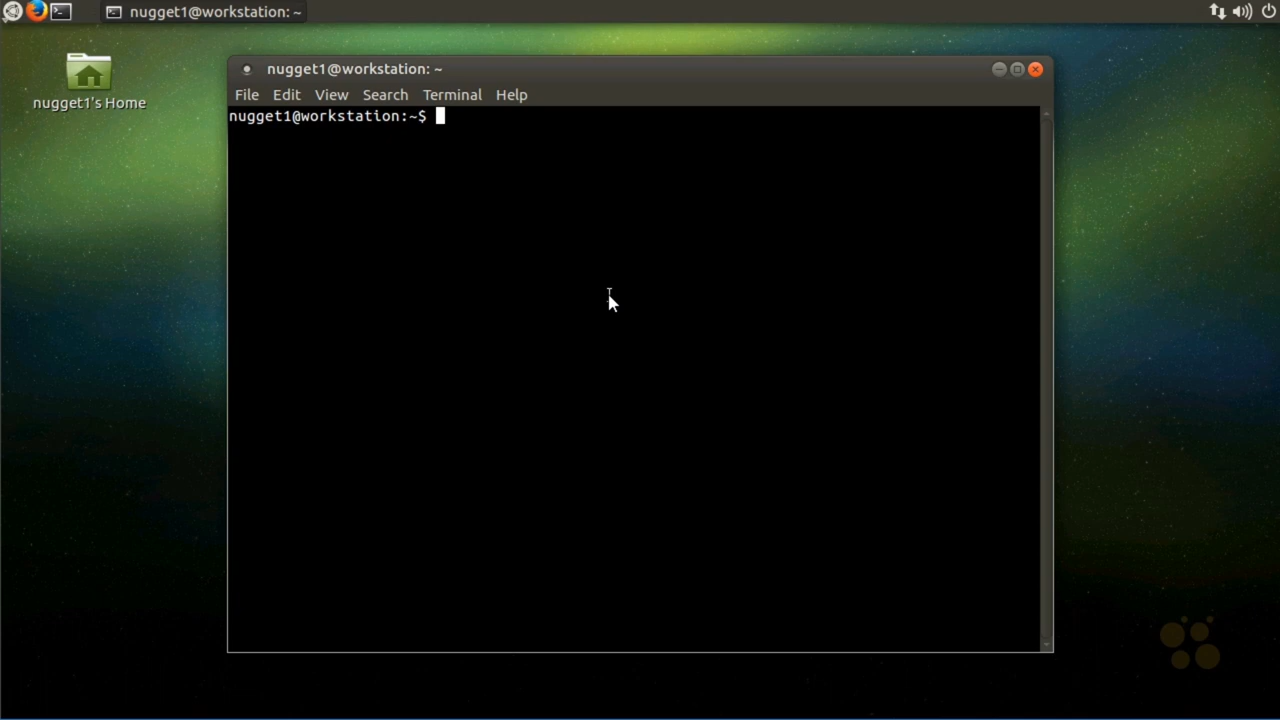 nugget1@workstation: ~
nugget1's Home
nugget1@workstation: ~
File Edit View Search Terminal Help
nugget1@workstation:~$